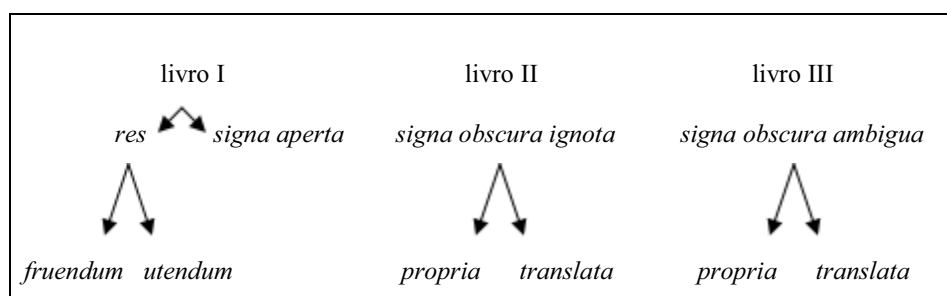 livro I livro II livro III
res signa aperta signa obscura ignota signa obscura ambigua
fruendum utendum propria translata propria translata